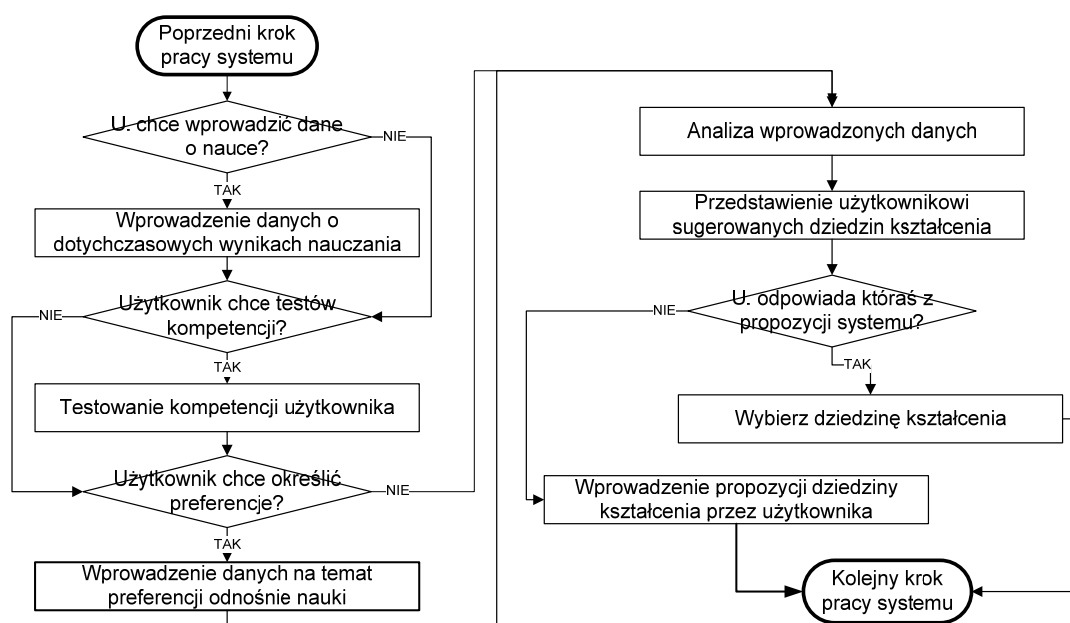 Poprzedni krok
pracy systemu
U. chce wprowadzić dane
o nauce?
NIE
TAK
Wprowadzenie danych o
dotychczasowych wynikach nauczania
Użytkownik chce testów
kompetencji?
NIE
TAK
Testowanie kompetencji użytkownika
Użytkownik chce określić
preferencje?
NIE
TAK
Wprowadzenie danych na temat
preferencji odnośnie nauki
Analiza wprowadzonych danych
Przedstawienie użytkownikowi
sugerowanych dziedzin kształcenia
U. odpowiada któraś z
propozycji systemu?
NIE
TAK
Wybierz dziedzinę kształcenia
Wprowadzenie propozycji dziedziny
kształcenia przez użytkownika
Kolejny krok
pracy systemu